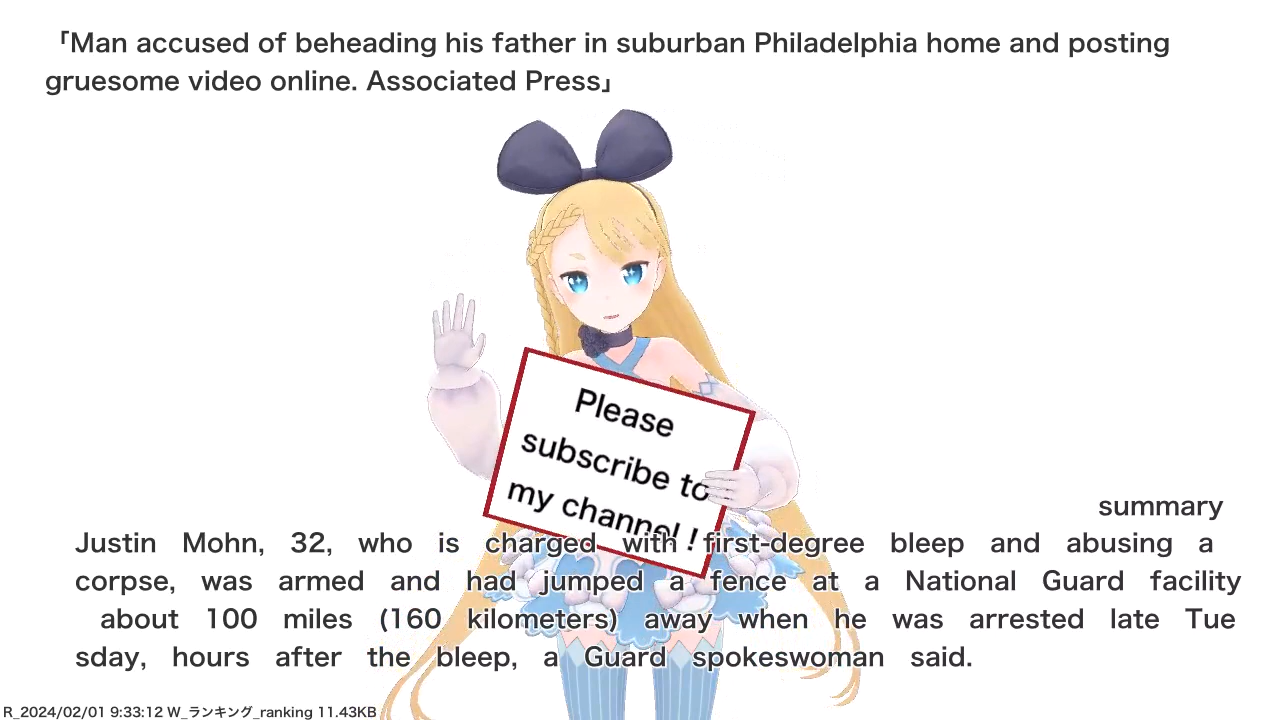 「Man accused of beheading his father in suburban Philadelphia home and posting
gruesome video online. Associated Press」
Please
subscribe to
my channel !
summary
Justin Mohn, 32, who is charged with first-degree bleep and abusing a
corpse, was armed and had jumped a fence at a National Guard facility
about 100 miles (160 kilometers) away when he was arrested late Tue
sday, hours after the bleep, a Guard spokeswoman said.
R_2024/02/01 9:33:12 W_ランキング_ranking 11.43KB